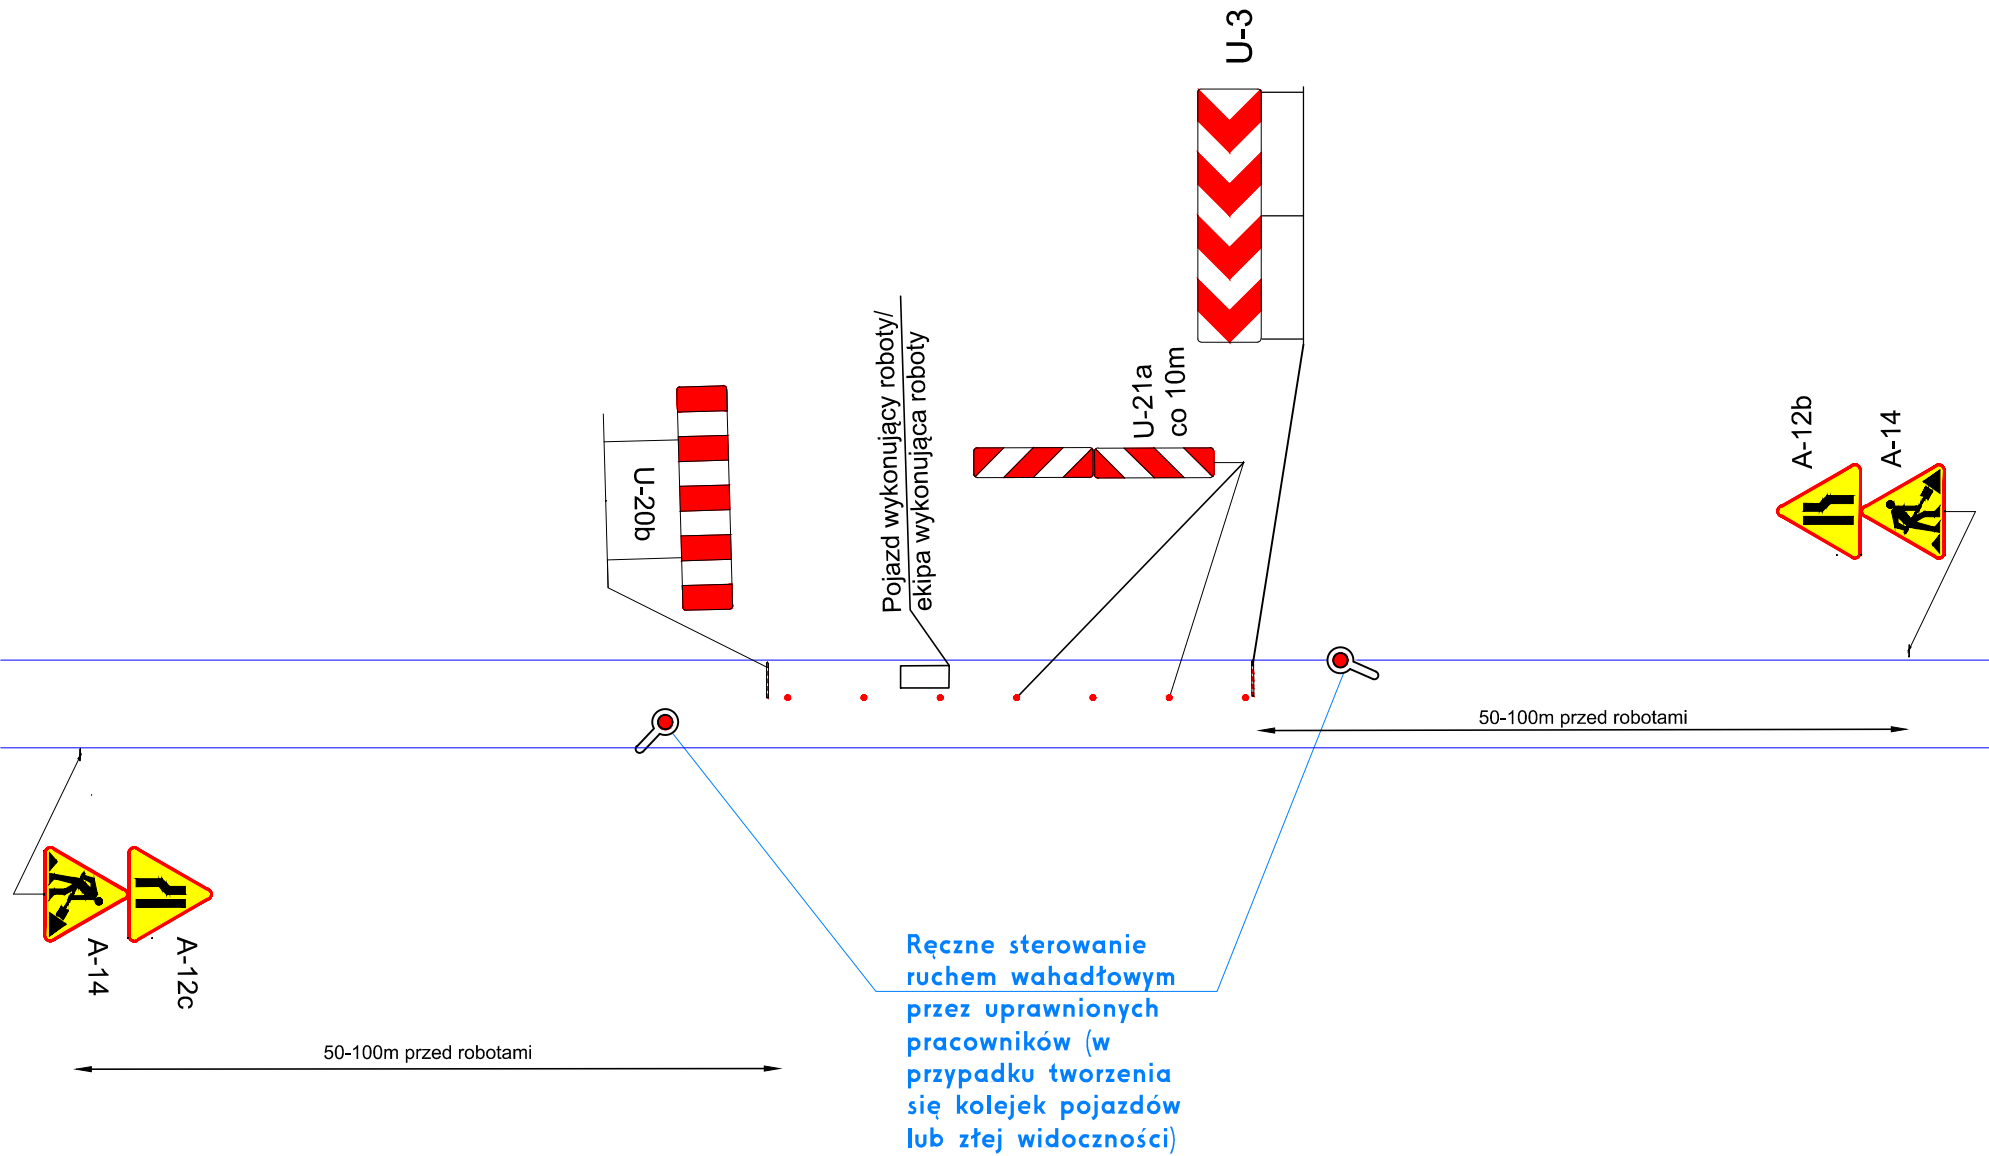 U-3
Pojazd wykonujący roboty/
ekipa wykonująca roboty
U-21a
co 10m
U-20b
A-12b
A-14
50-100m przed robotami
A-14
A-12c
50-100m przed robotami
Ręczne sterowanie
ruchem wahadłowym
przez uprawnionych
pracowników (w
przypadku tworzenia
się kolejek pojazdów
lub złej widoczności)